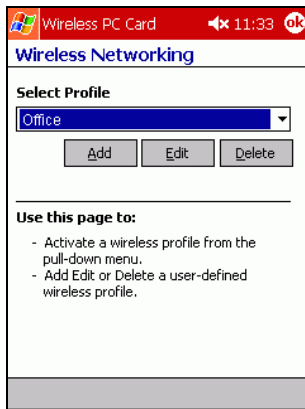 Wireless PC Card 11:33 ok
Wireless Networking
Select Profile
Office
Add Edit Delete
Use this page to:
- Activate a wireless profile from the
pull-down menu.
- Add Edit or Delete a user-defined
wireless profile.